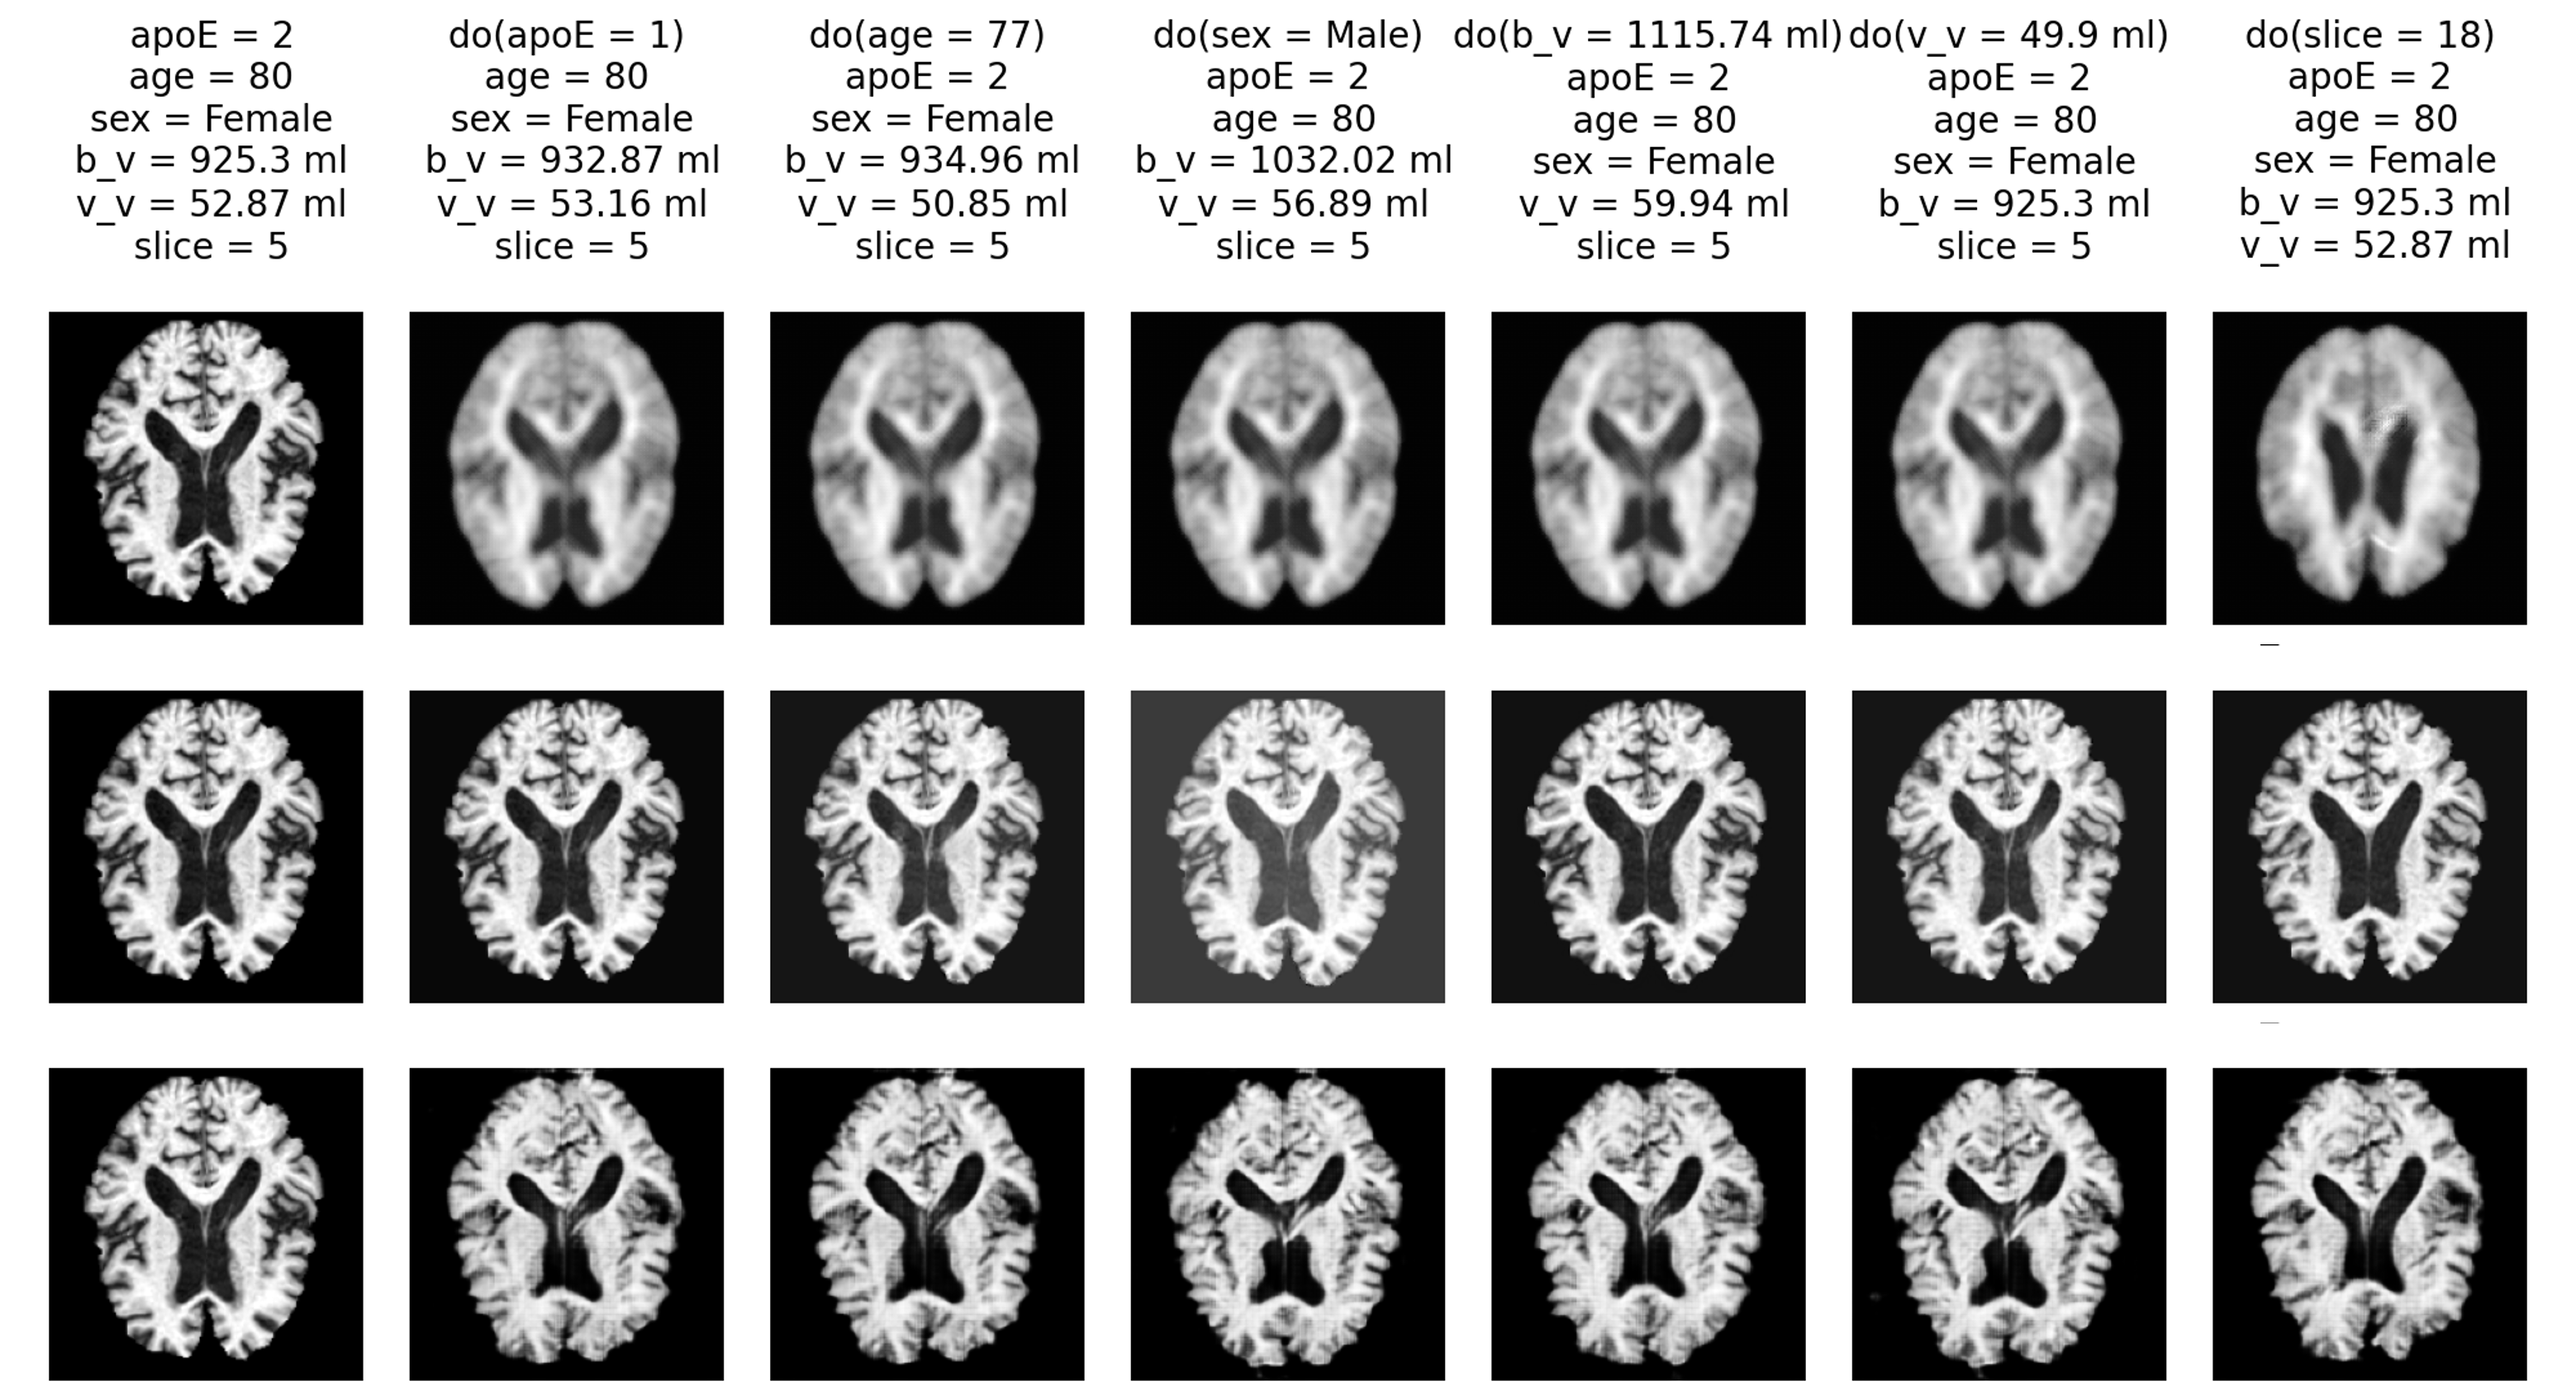 apoE = 2
age = 80
sex = Female
b_v = 925.3 ml
v_v = 52.87 ml
slice = 5
do(apoE = 1)
age = 80
sex = Female
b_v = 932.87 ml
v_v = 53.16 ml
slice = 5
do(age = 77)
apoE = 2
sex = Female
b_v = 934.96 ml
v_v = 50.85 ml
slice = 5
do(sex = Male)
apoE = 2
age = 80
b_v = 1032.02 ml
v_v = 56.89 ml
slice = 5
do(b_v = 1115.74 ml)
apoE = 2
age = 80
sex = Female
v_v = 59.94 ml
slice = 5
do(v_v = 49.9 ml)
apoE = 2
age = 80
sex = Female
b_v = 925.3 ml
slice = 5
do(slice = 18)
apoE = 2
age = 80
sex = Female
b_v = 925.3 ml
v_v = 52.87 ml